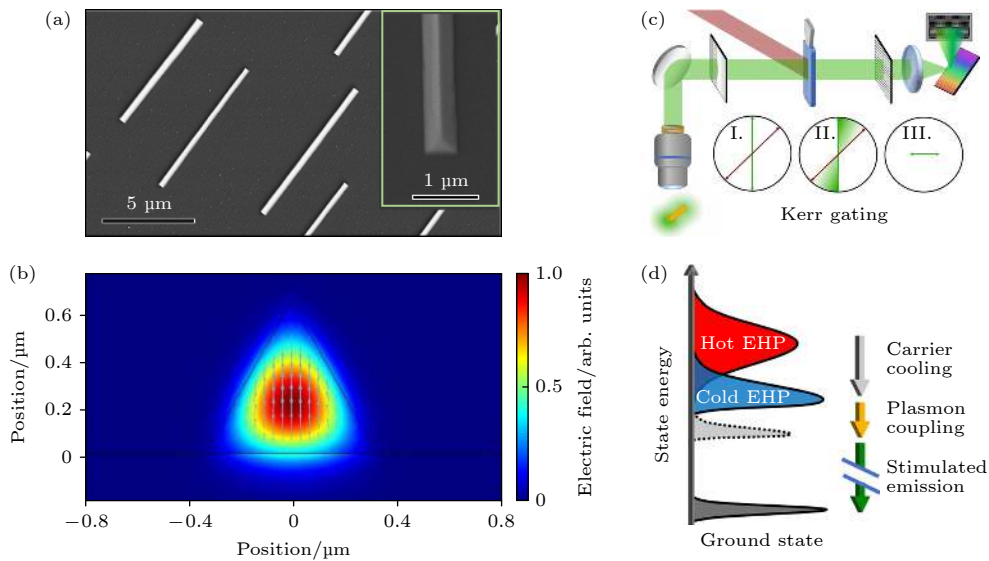 (a)
5 µm
1 µm
(b)
Position/µm
0.6
0.4
0.2
0
−0.8
−0.4
0
0.4
0.8
Position/µm
1.0
0.5
0
Electric field/arb. units
(c)
I.
II.
III.
Kerr gating
(d)
State energy
Hot EHP
Cold EHP
Ground state
Carrier
cooling
Plasmon
coupling
Stimulated
emission